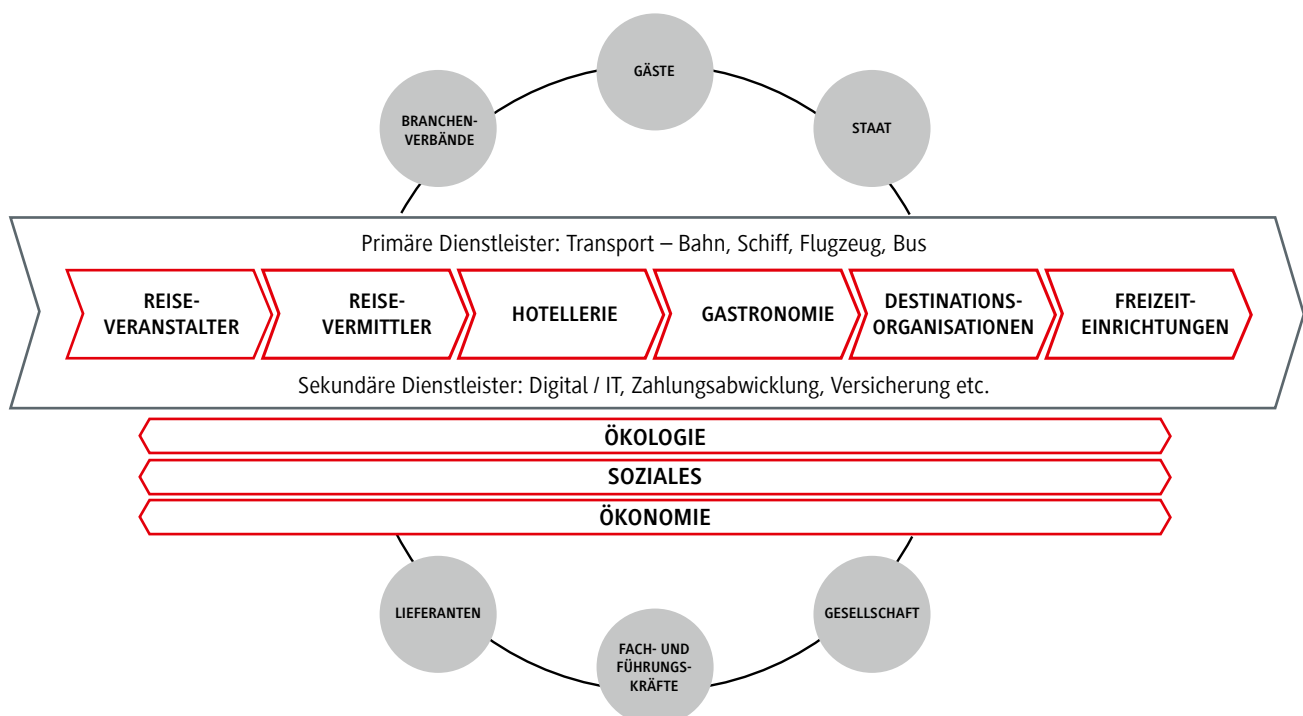 GÄSTE
BRANCHEN-
VERBÄNDE
STAAT
Primäre Dienstleister: Transport – Bahn, Schiff, Flugzeug, Bus
REISE-
VERANSTALTER
REISE-
VERMITTLER
HOTELLERIE
GASTRONOMIE
DESTINATIONS-
ORGANISATIONEN
FREIZEIT-
EINRICHTUNGEN
Sekundäre Dienstleister: Digital / IT, Zahlungsabwicklung, Versicherung etc.
ÖKOLOGIE
SOZIALES
ÖKONOMIE
LIEFERANTEN
GESELLSCHAFT
FACH- UND
FÜHRUNGS-
KRÄFTE